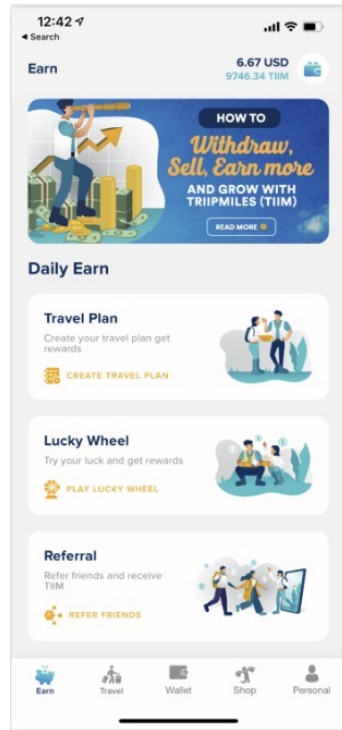 12:42
◀ Search
Earn
6.67 USD
9746.34 TIIM
HOW TO
Withdraw,
Sell, Earn more
AND GROW WITH
TRIIPMILES (TIIM)
READ MORE
Daily Earn
Travel Plan
Create your travel plan get
rewards
CREATE TRAVEL PLAN
Lucky Wheel
Try your luck and get rewards
PLAY LUCKY WHEEL
Referral
Refer friends and receive
TIIM
REFER FRIENDS
Earn
Travel
Wallet
Shop
Personal